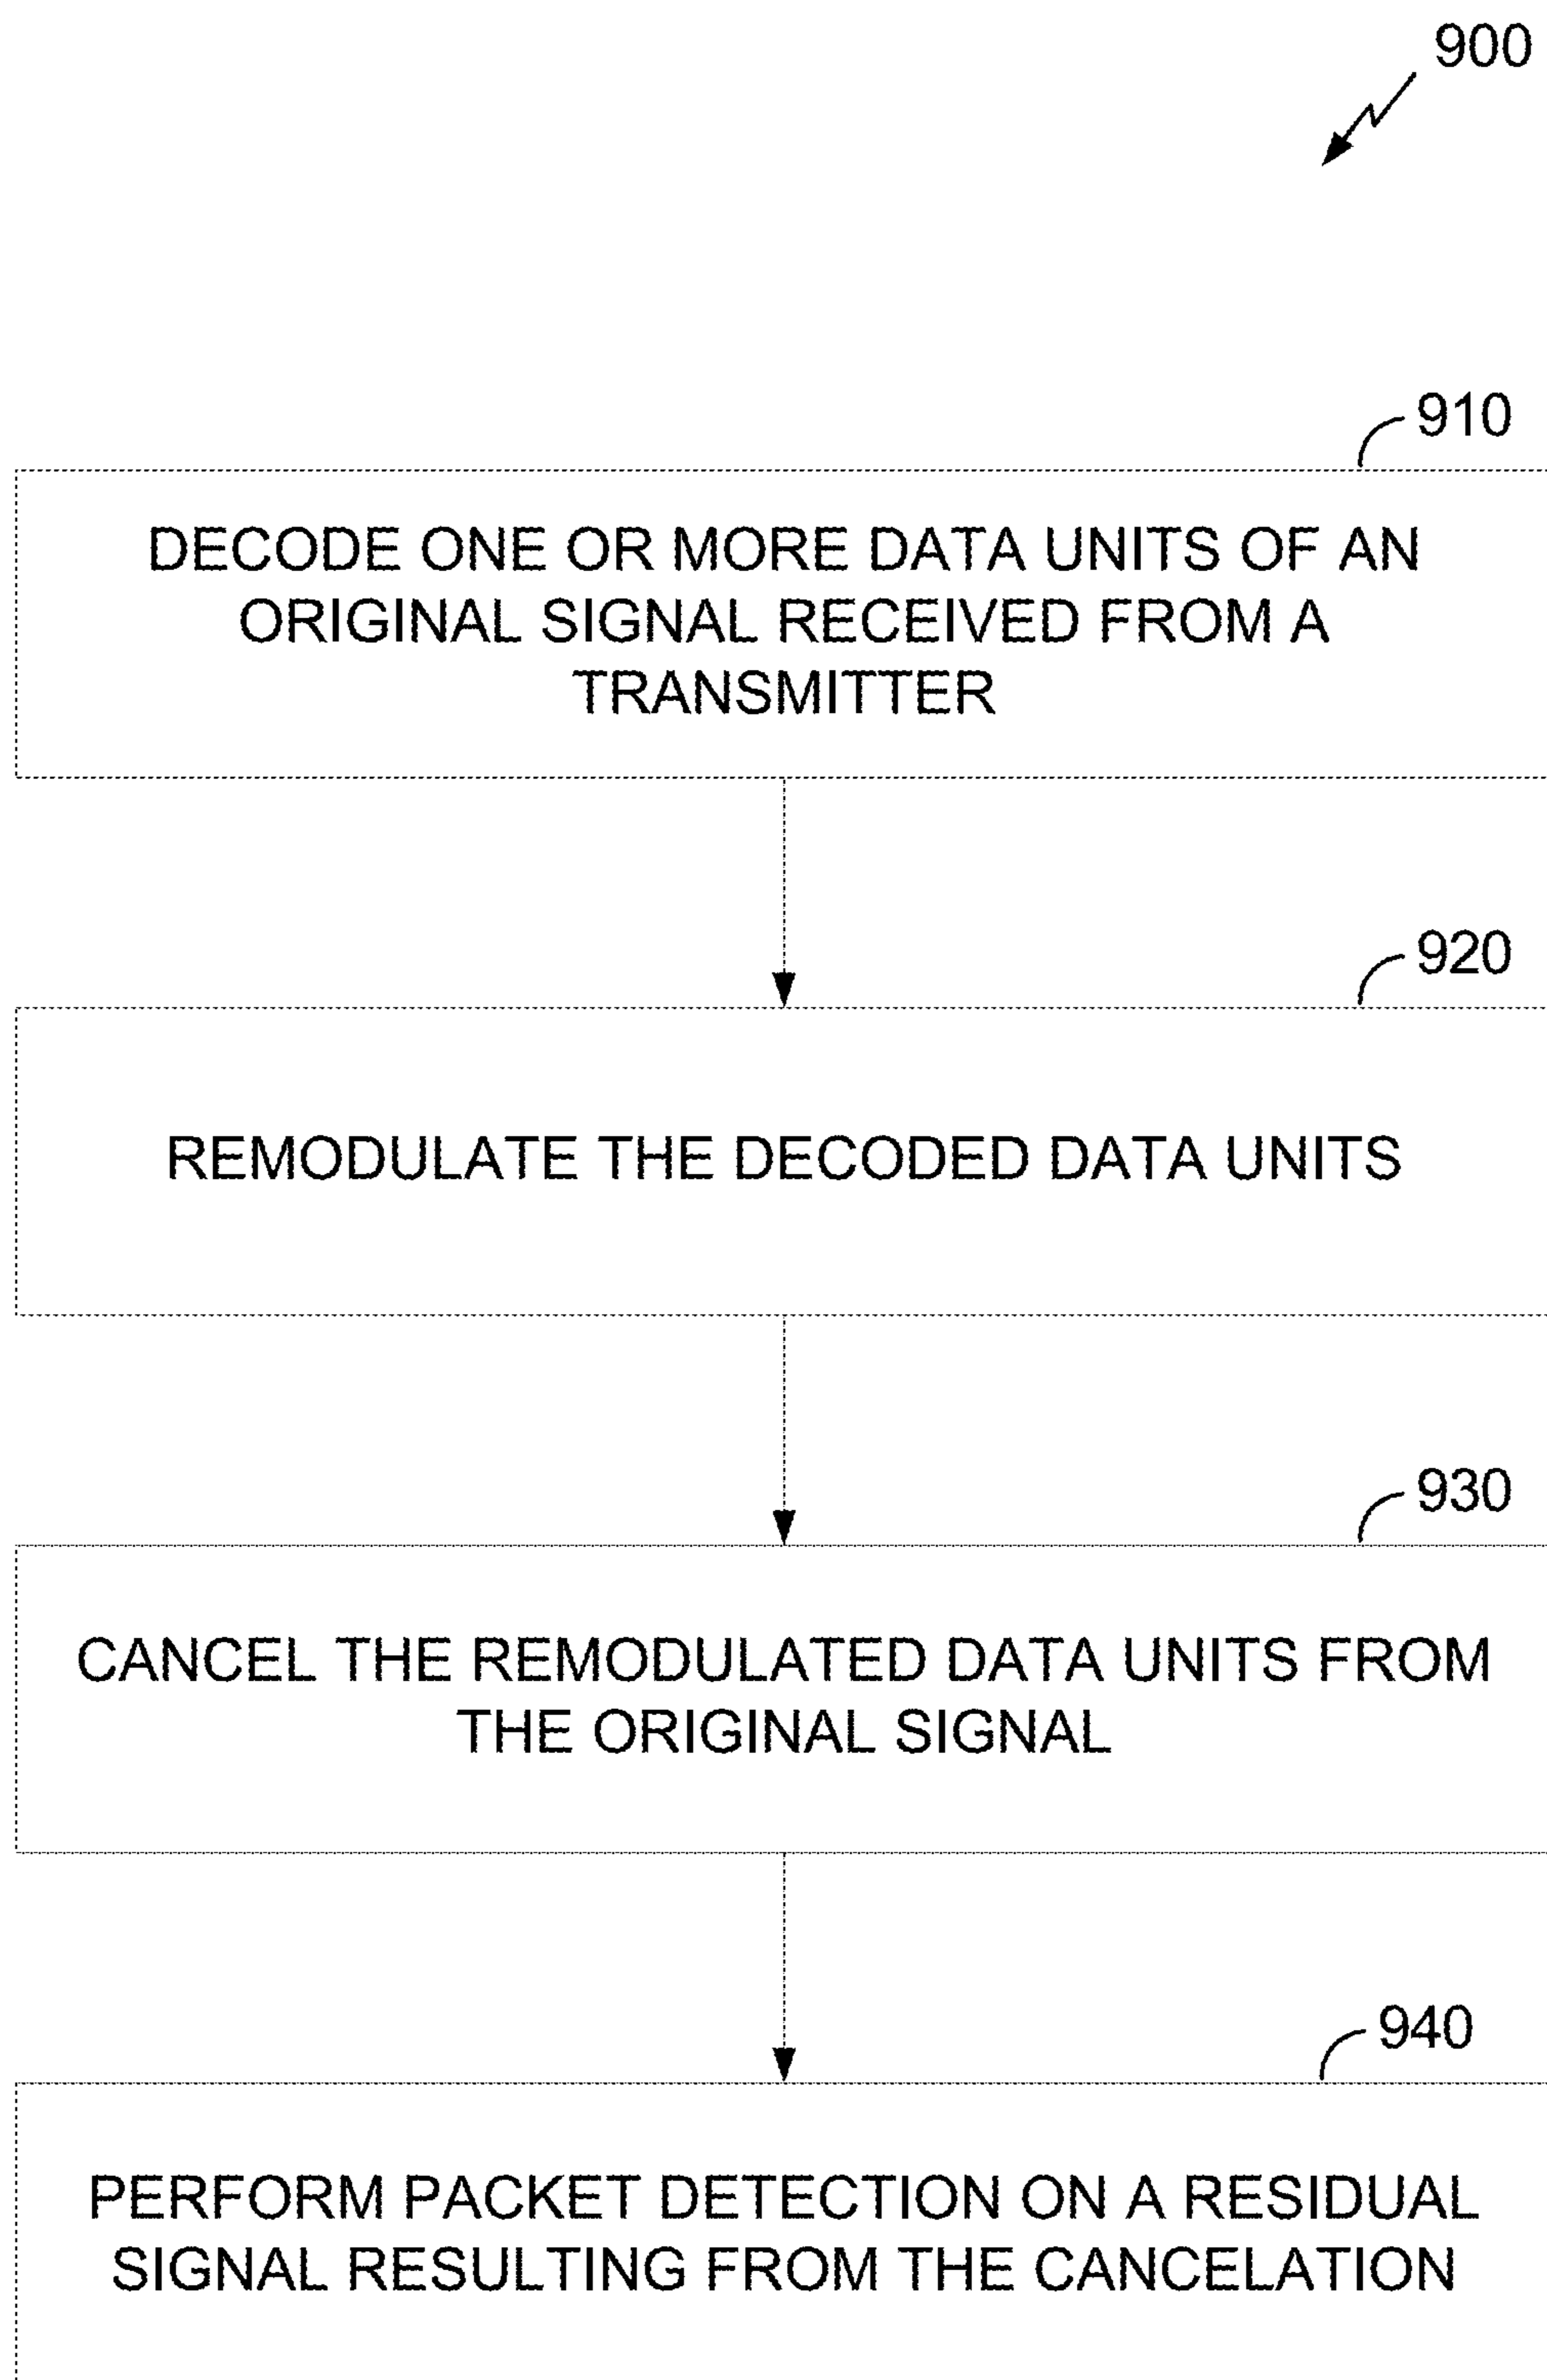 900
910
DECODE ONE OR MORE DATA UNITS OF AN
ORIGINAL SIGNAL RECEIVED FROM A
TRANSMITTER
920
REMODULATE THE DECODED DATA UNITS
930
CANCEL THE REMODULATED DATA UNITS FROM
THE ORIGINAL SIGNAL
940
PERFORM PACKET DETECTION ON A RESIDUAL
SIGNAL RESULTING FROM THE CANCELATION